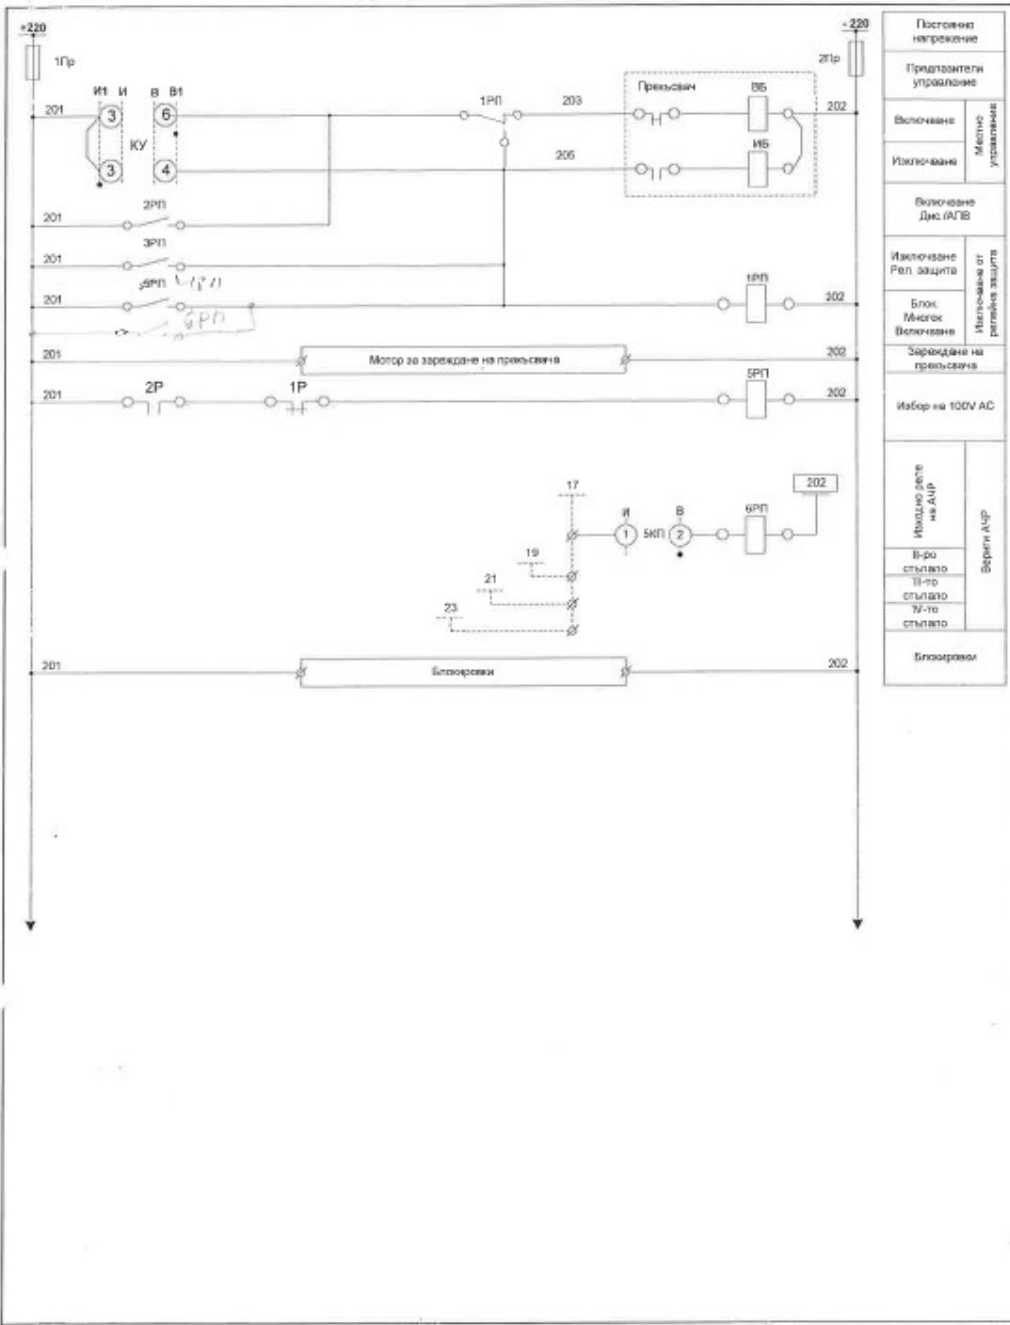 +220
- 220
1Пр
2Пр
201
И1 И В В1
3
6
КУ
3
4
1РП
203
205
Прекъсвач
ВБ
ИБ
202
2РП
201
3РП
201
1РП
201
6РП
1РП
202
201
Мотор за зареждане на прекъсвача
202
201
2Р
1Р
5РП
202
17
И
1
5КП
В
2
6РП
202
19
21
23
201
Блокировки
202
Постоянно
напрежение
Предпазители
управление
Включване
Изключване
Местно
управление
Включване
Дис./АПВ
Изключване
Рел. защита
Блок.
Многок.
Включване
Изключване от
релейна защита
Зареждане на
прекъсвача
Избор на 100V AC
Изходно реле
на АЧР
II-ро
стъпало
III-то
стъпало
IV-то
стъпало
Вериги АЧР
Блокировки